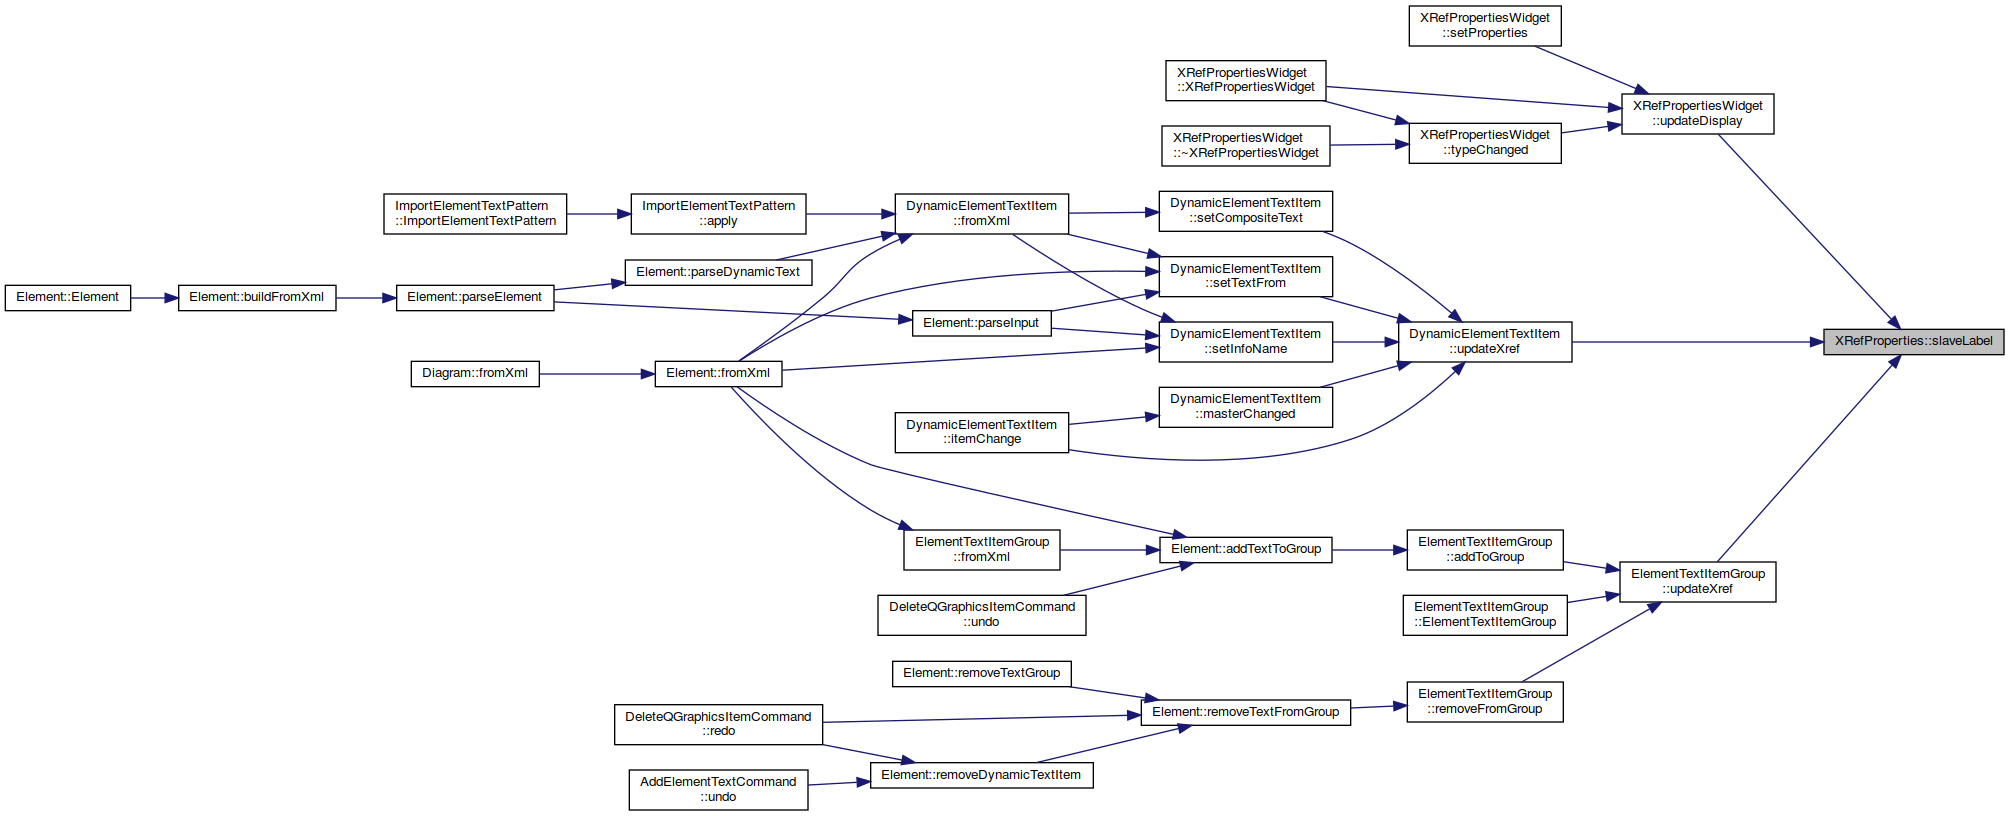 XRefPropertiesWidget
::setProperties
XRefPropertiesWidget
::XRefPropertiesWidget
XRefPropertiesWidget
::updateDisplay
XRefPropertiesWidget
::typeChanged
XRefPropertiesWidget
::~XRefPropertiesWidget
ImportElementTextPattern
::ImportElementTextPattern
ImportElementTextPattern
::apply
DynamicElementTextItem
::fromXml
DynamicElementTextItem
::setCompositeText
Element::parseDynamicText
DynamicElementTextItem
::setTextFrom
Element::Element
Element::buildFromXml
Element::parseElement
Element::parseInput
DynamicElementTextItem
::setInfoName
DynamicElementTextItem
::updateXref
XRefProperties::slaveLabel
Diagram::fromXml
Element::fromXml
DynamicElementTextItem
::masterChanged
DynamicElementTextItem
::itemChange
ElementTextItemGroup
::fromXml
Element::addTextToGroup
ElementTextItemGroup
::addToGroup
ElementTextItemGroup
::updateXref
DeleteQGraphicsItemCommand
::undo
ElementTextItemGroup
::ElementTextItemGroup
Element::removeTextGroup
ElementTextItemGroup
::removeFromGroup
DeleteQGraphicsItemCommand
::redo
Element::removeTextFromGroup
Element::removeDynamicTextItem
AddElementTextCommand
::undo